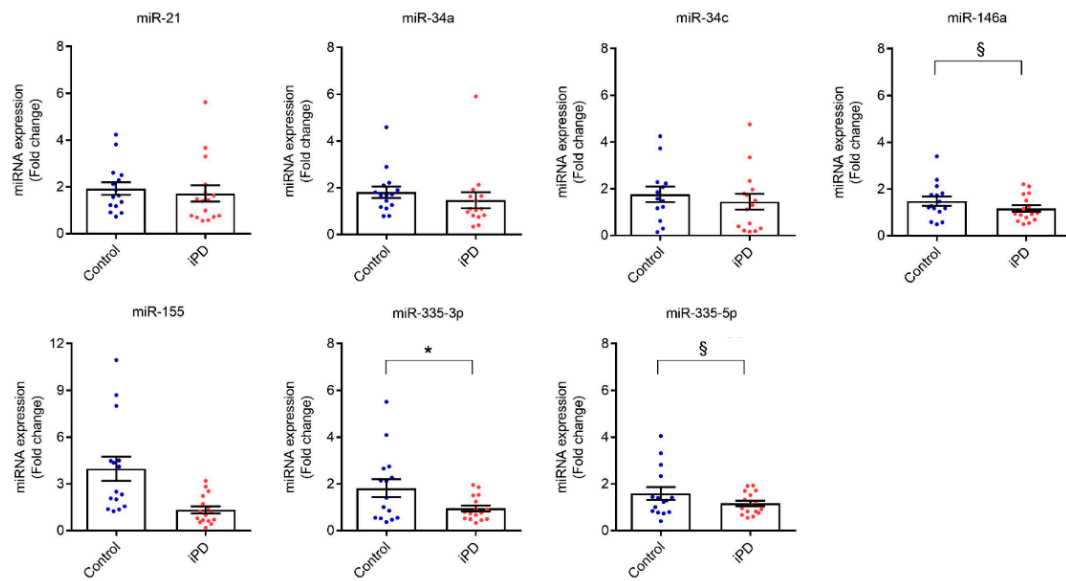 miR-21
miRNA expression
(Fold change)
8
6
4
2
0
Control
iPD
miR-34a
miRNA expression
(Fold change)
8
6
4
2
0
Control
iPD
miR-34c
miRNA expression
(Fold change)
8
6
4
2
0
Control
iPD
miR-146a
miRNA expression
(Fold change)
8
6
4
2
0
§
Control
iPD
miR-155
miRNA expression
(Fold change)
12
9
6
3
0
Control
iPD
miR-335-3p
miRNA expression
(Fold change)
8
6
4
2
0
*
Control
iPD
miR-335-5p
miRNA expression
(Fold change)
8
6
4
2
0
§
Control
iPD